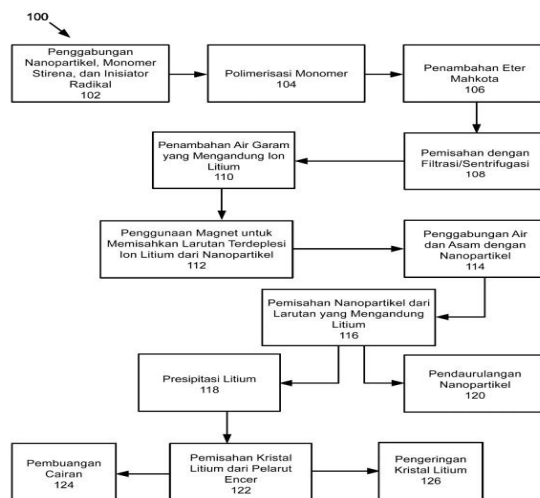 100
Penggabungan
Nanopartikel, Monomer
Stirena, dan Inisiator
Radikal
102
Polimerisasi Monomer
104
Penambahan Eter
Mahkota
106
Pemisahan dengan
Filtrasi/Sentrifugasi
108
Penambahan Air Garam
yang Mengandung Ion
Litium
110
Penggunaan Magnet untuk
Memisahkan Larutan Terdeplesi
Ion Litium dari Nanopartikel
112
Penggabungan Air
dan Asam dengan
Nanopartikel
114
Pemisahan Nanopartikel dari
Larutan yang Mengandung
Litium
116
Presipitasi Litium
118
Pendaurulangan
Nanopartikel
120
Pemisahan Kristal
Litium dari Pelarut
Encer
122
Pembuangan
Cairan
124
Pengeringan
Kristal Litium
126